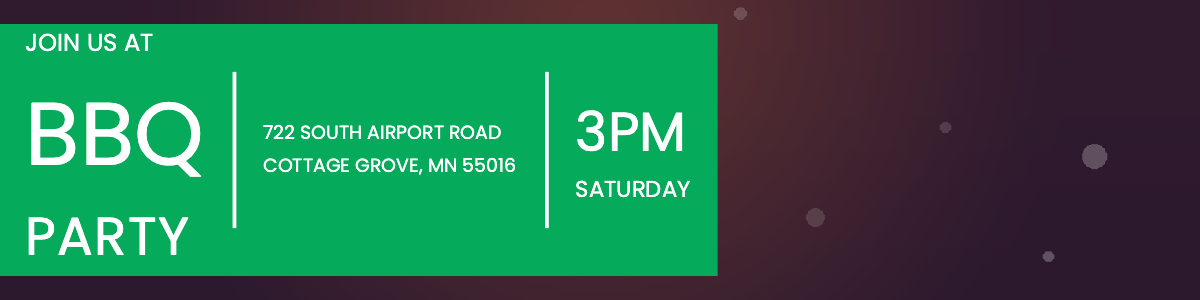 JOIN US AT
BBQ
PARTY
722 SOUTH AIRPORT ROAD
COTTAGE GROVE, MN 55016
3PM
SATURDAY